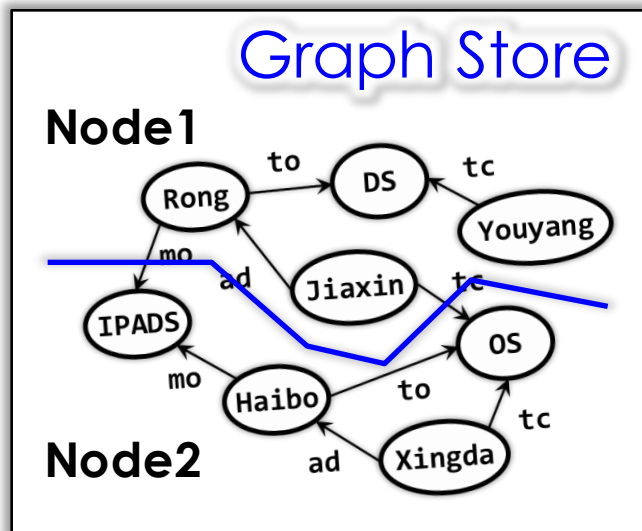 Graph Store
Node1
to
DS
tc
Rong
Youyang
mo
ad
Jiaxin
tc
IPADS
OS
mo
Haibo
to
tc
Node2
ad
Xingda